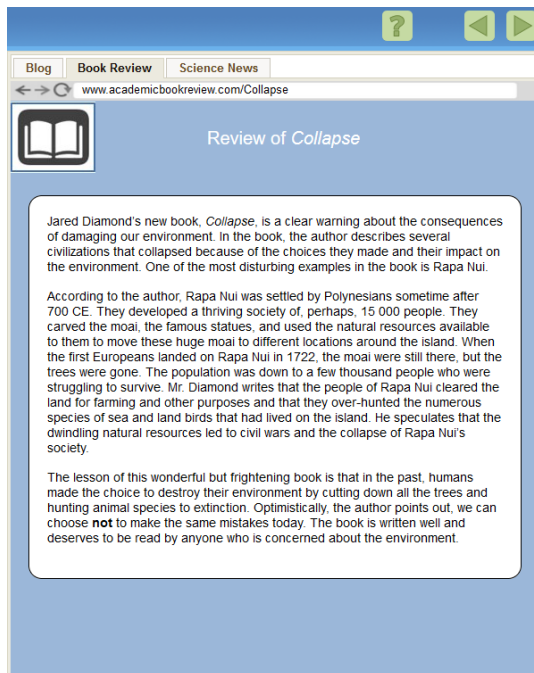 ?
Blog Book Review Science News
www.academicbookreview.com/Collapse
Review of Collapse
Jared Diamond's new book, Collapse, is a clear warning about the consequences
of damaging our environment. In the book, the author describes several
civilizations that collapsed because of the choices they made and their impact on
the environment. One of the most disturbing examples in the book is Rapa Nui.
According to the author, Rapa Nui was settled by Polynesians sometime after
700 CE. They developed a thriving society of, perhaps, 15 000 people. They
carved the moai, the famous statues, and used the natural resources available
to them to move these huge moai to different locations around the island. When
the first Europeans landed on Rapa Nui in 1722, the moai were still there, but the
trees were gone. The population was down to a few thousand people who were
struggling to survive. Mr. Diamond writes that the people of Rapa Nui cleared the
land for farming and other purposes and that they over-hunted the numerous
species of sea and land birds that had lived on the island. He speculates that the
dwindling natural resources led to civil wars and the collapse of Rapa Nui's
society.
The lesson of this wonderful but frightening book is that in the past, humans
made the choice to destroy their environment by cutting down all the trees and
hunting animal species to extinction. Optimistically, the author points out, we can
choose not to make the same mistakes today. The book is written well and
deserves to be read by anyone who is concerned about the environment.